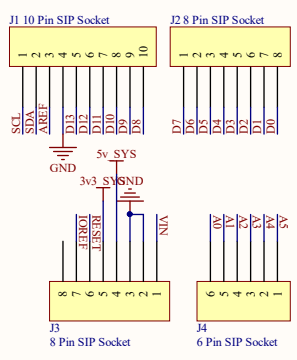 J1 10 Pin SIP Socket
J2 8 Pin SIP Socket
1 2 3 4 5 6 7 8 9 10
1 2 3 4 5 6 7 8
SCL
SDA
AREF
D13
D12
D11
D10
D9
D8
D7
D6
D5
D4
D3
D2
D1
D0
GND
5v_SYS
3v3_SYS
GND
IOREF
RESET
VIN
A0
A1
A2
A3
A4
A5
8 7 6 5 4 3 2 1
6 5 4 3 2 1
J3
8 Pin SIP Socket
J4
6 Pin SIP Socket